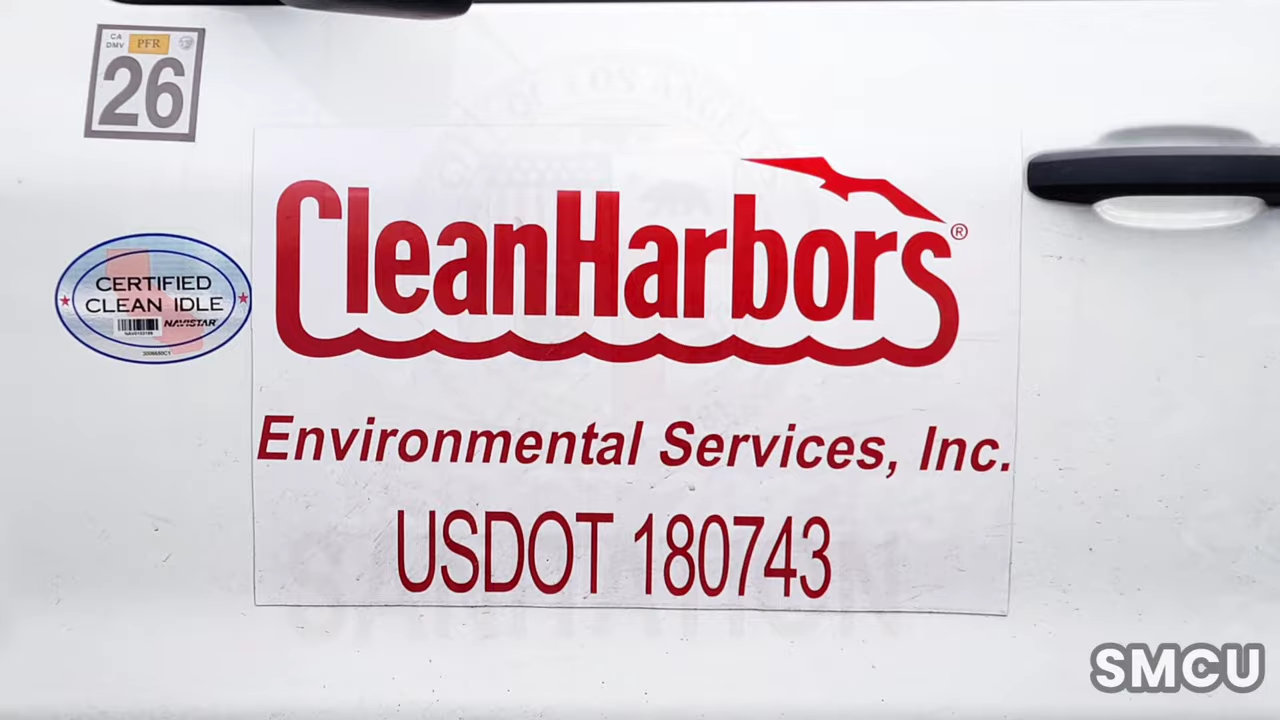 CA
DMV
PFR
26
CleanHarbors®
CERTIFIED
CLEAN IDLE
NAVISTAR
Environmental Services, Inc.
USDOT 180743
SMCU